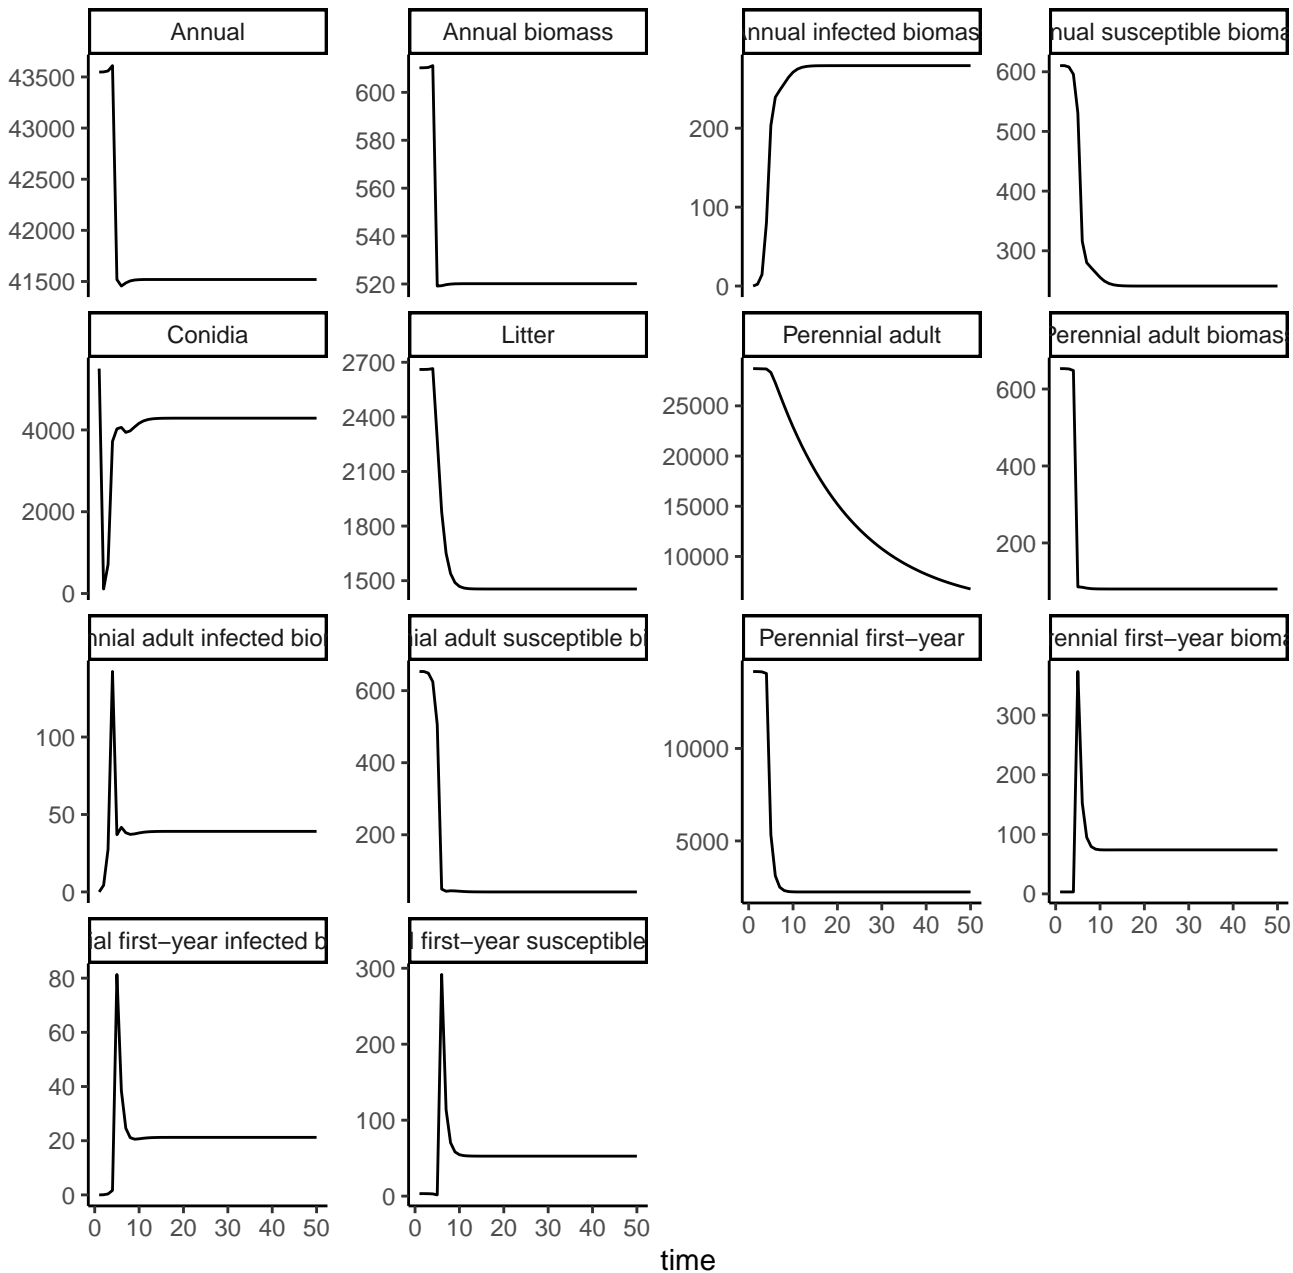 Annual
Annual biomass
Annual infected biomas
nual susceptible bioma
43500
43000
42500
42000
41500
600
580
560
540
520
200
100
0
600
500
400
300
Conidia
Litter
Perennial adult
Perennial adult biomass
4000
2000
0
2700
2400
2100
1800
1500
25000
20000
15000
10000
600
400
200
nnial adult infected bio
ial adult susceptible bi
Perennial first−year
rennial first−year bioma
100
50
0
600
400
200
10000
5000
300
200
100
0
0 10 20 30 40 50
0 10 20 30 40 50
ial first−year infected b
l first−year susceptible
80
60
40
20
0
300
200
100
0
0 10 20 30 40 50
0 10 20 30 40 50
time